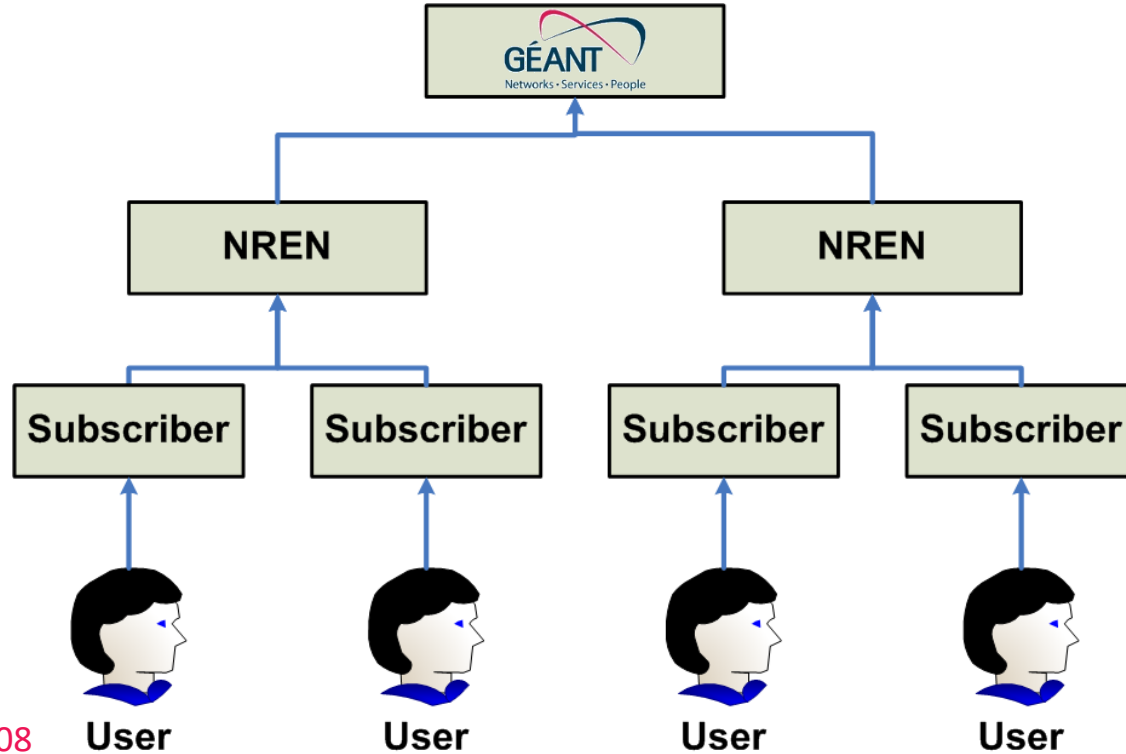 GÉANT
Networks • Services • People
NREN NREN
Subscriber Subscriber Subscriber Subscriber
08 User User User User